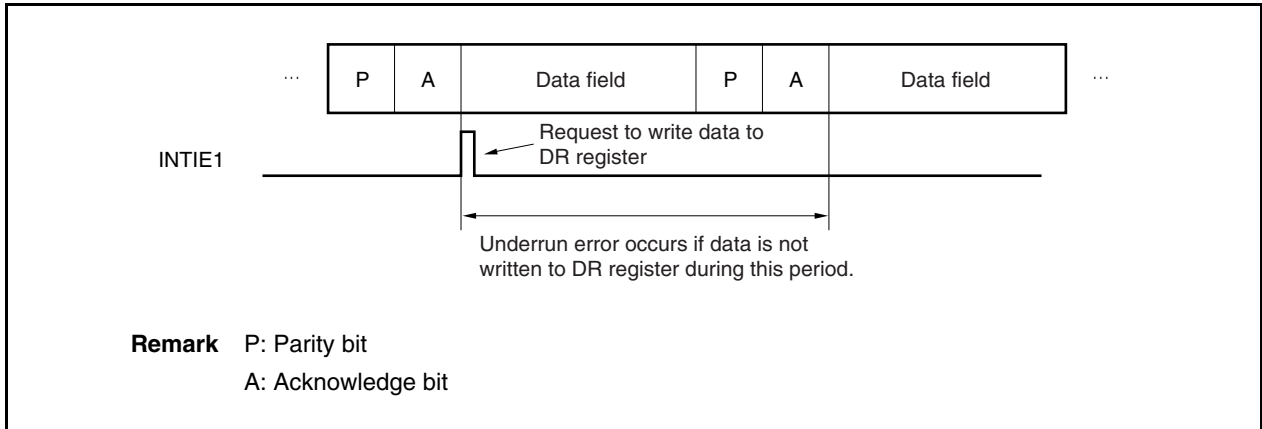 ... P A Data field P A Data field ...
INTIE1
Request to write data to
DR register
Underrun error occurs if data is not
written to DR register during this period.
Remark P: Parity bit
A: Acknowledge bit